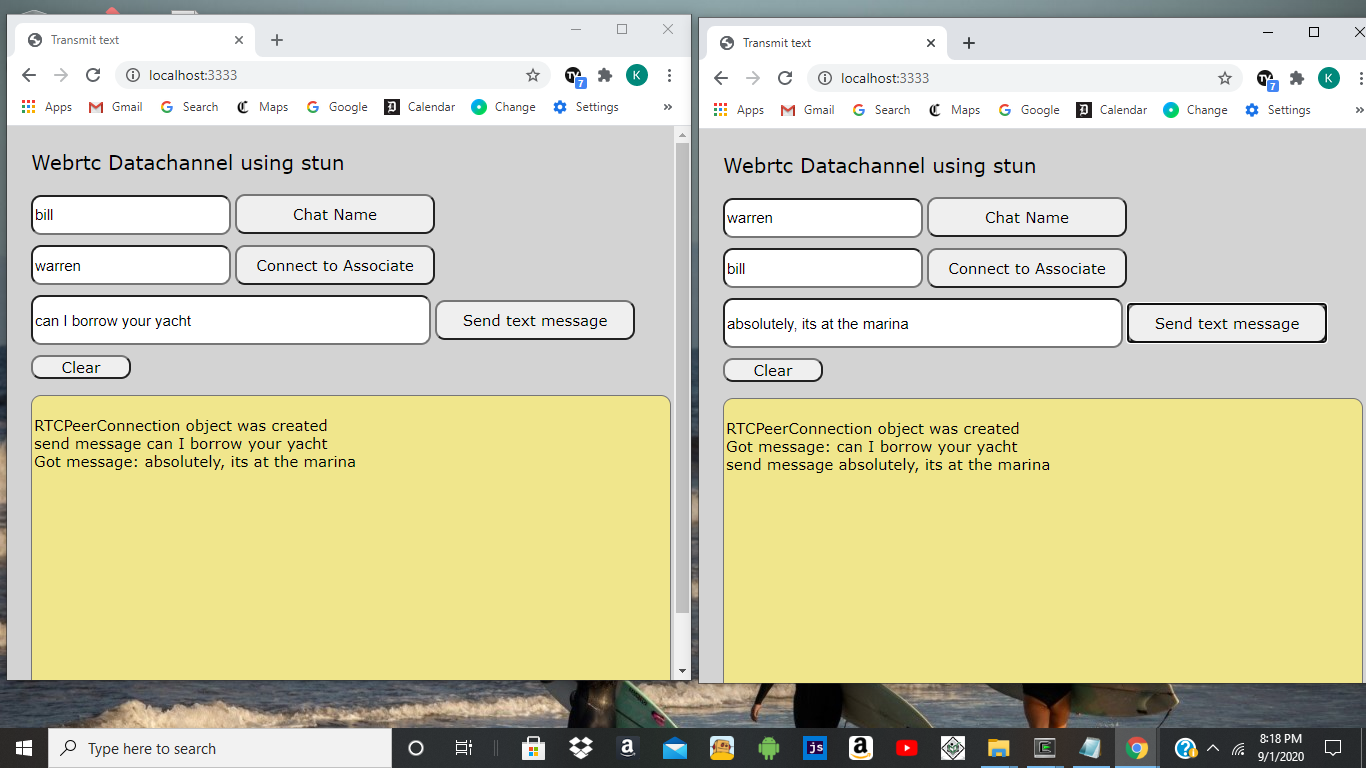 Transmit text
localhost:3333
7
K
Apps
Gmail
Search
Maps
Google
Calendar
Change
Settings
»
Webrtc Datachannel using stun
bill
Chat Name
warren
Connect to Associate
can I borrow your yacht
Send text message
Clear
RTCPeerConnection object was created
send message can I borrow your yacht
Got message: absolutely, its at the marina
Transmit text
localhost:3333
7
K
Apps
Gmail
Search
Maps
Google
Calendar
Change
Settings
»
Webrtc Datachannel using stun
warren
Chat Name
bill
Connect to Associate
absolutely, its at the marina
Send text message
Clear
RTCPeerConnection object was created
Got message: can I borrow your yacht
send message absolutely, its at the marina
Type here to search
js
8:18 PM
9/1/2020